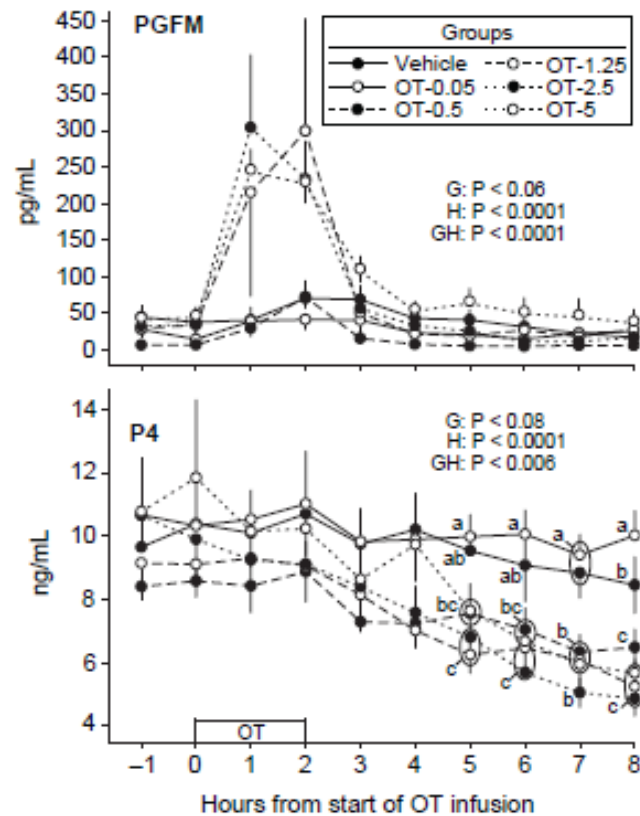 PGFM
Groups
Vehicle OT-1.25
OT-0.05 OT-2.5
OT-0.5 OT-5
450
400
350
300
250
200
150
100
50
0
pg/mL
G: P < 0.06
H: P < 0.0001
GH: P < 0.0001
P4
14
12
10
8
6
4
ng/mL
G: P < 0.08
H: P < 0.0001
GH: P < 0.006
a a a
ab ab b
bc bc b c
c c b c
OT
–1 0 1 2 3 4 5 6 7 8
Hours from start of OT infusion